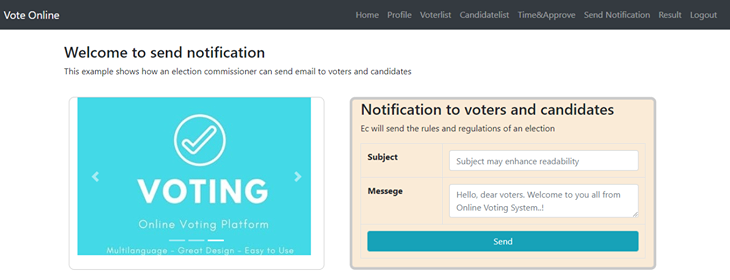 Vote Online Home Profile Voterlist Candidatelist Time&Approve Send Notification Result Logout
Welcome to send notification
This example shows how an election commissioner can send email to voters and candidates
VOTING
Online Voting Platform
Multilanguage - Great Design - Easy to Use
Notification to voters and candidates
Ec will send the rules and regulations of an election
Subject Subject may enhance readability
Messege Hello, dear voters. Welcome to you all from
Online Voting System..!
Send